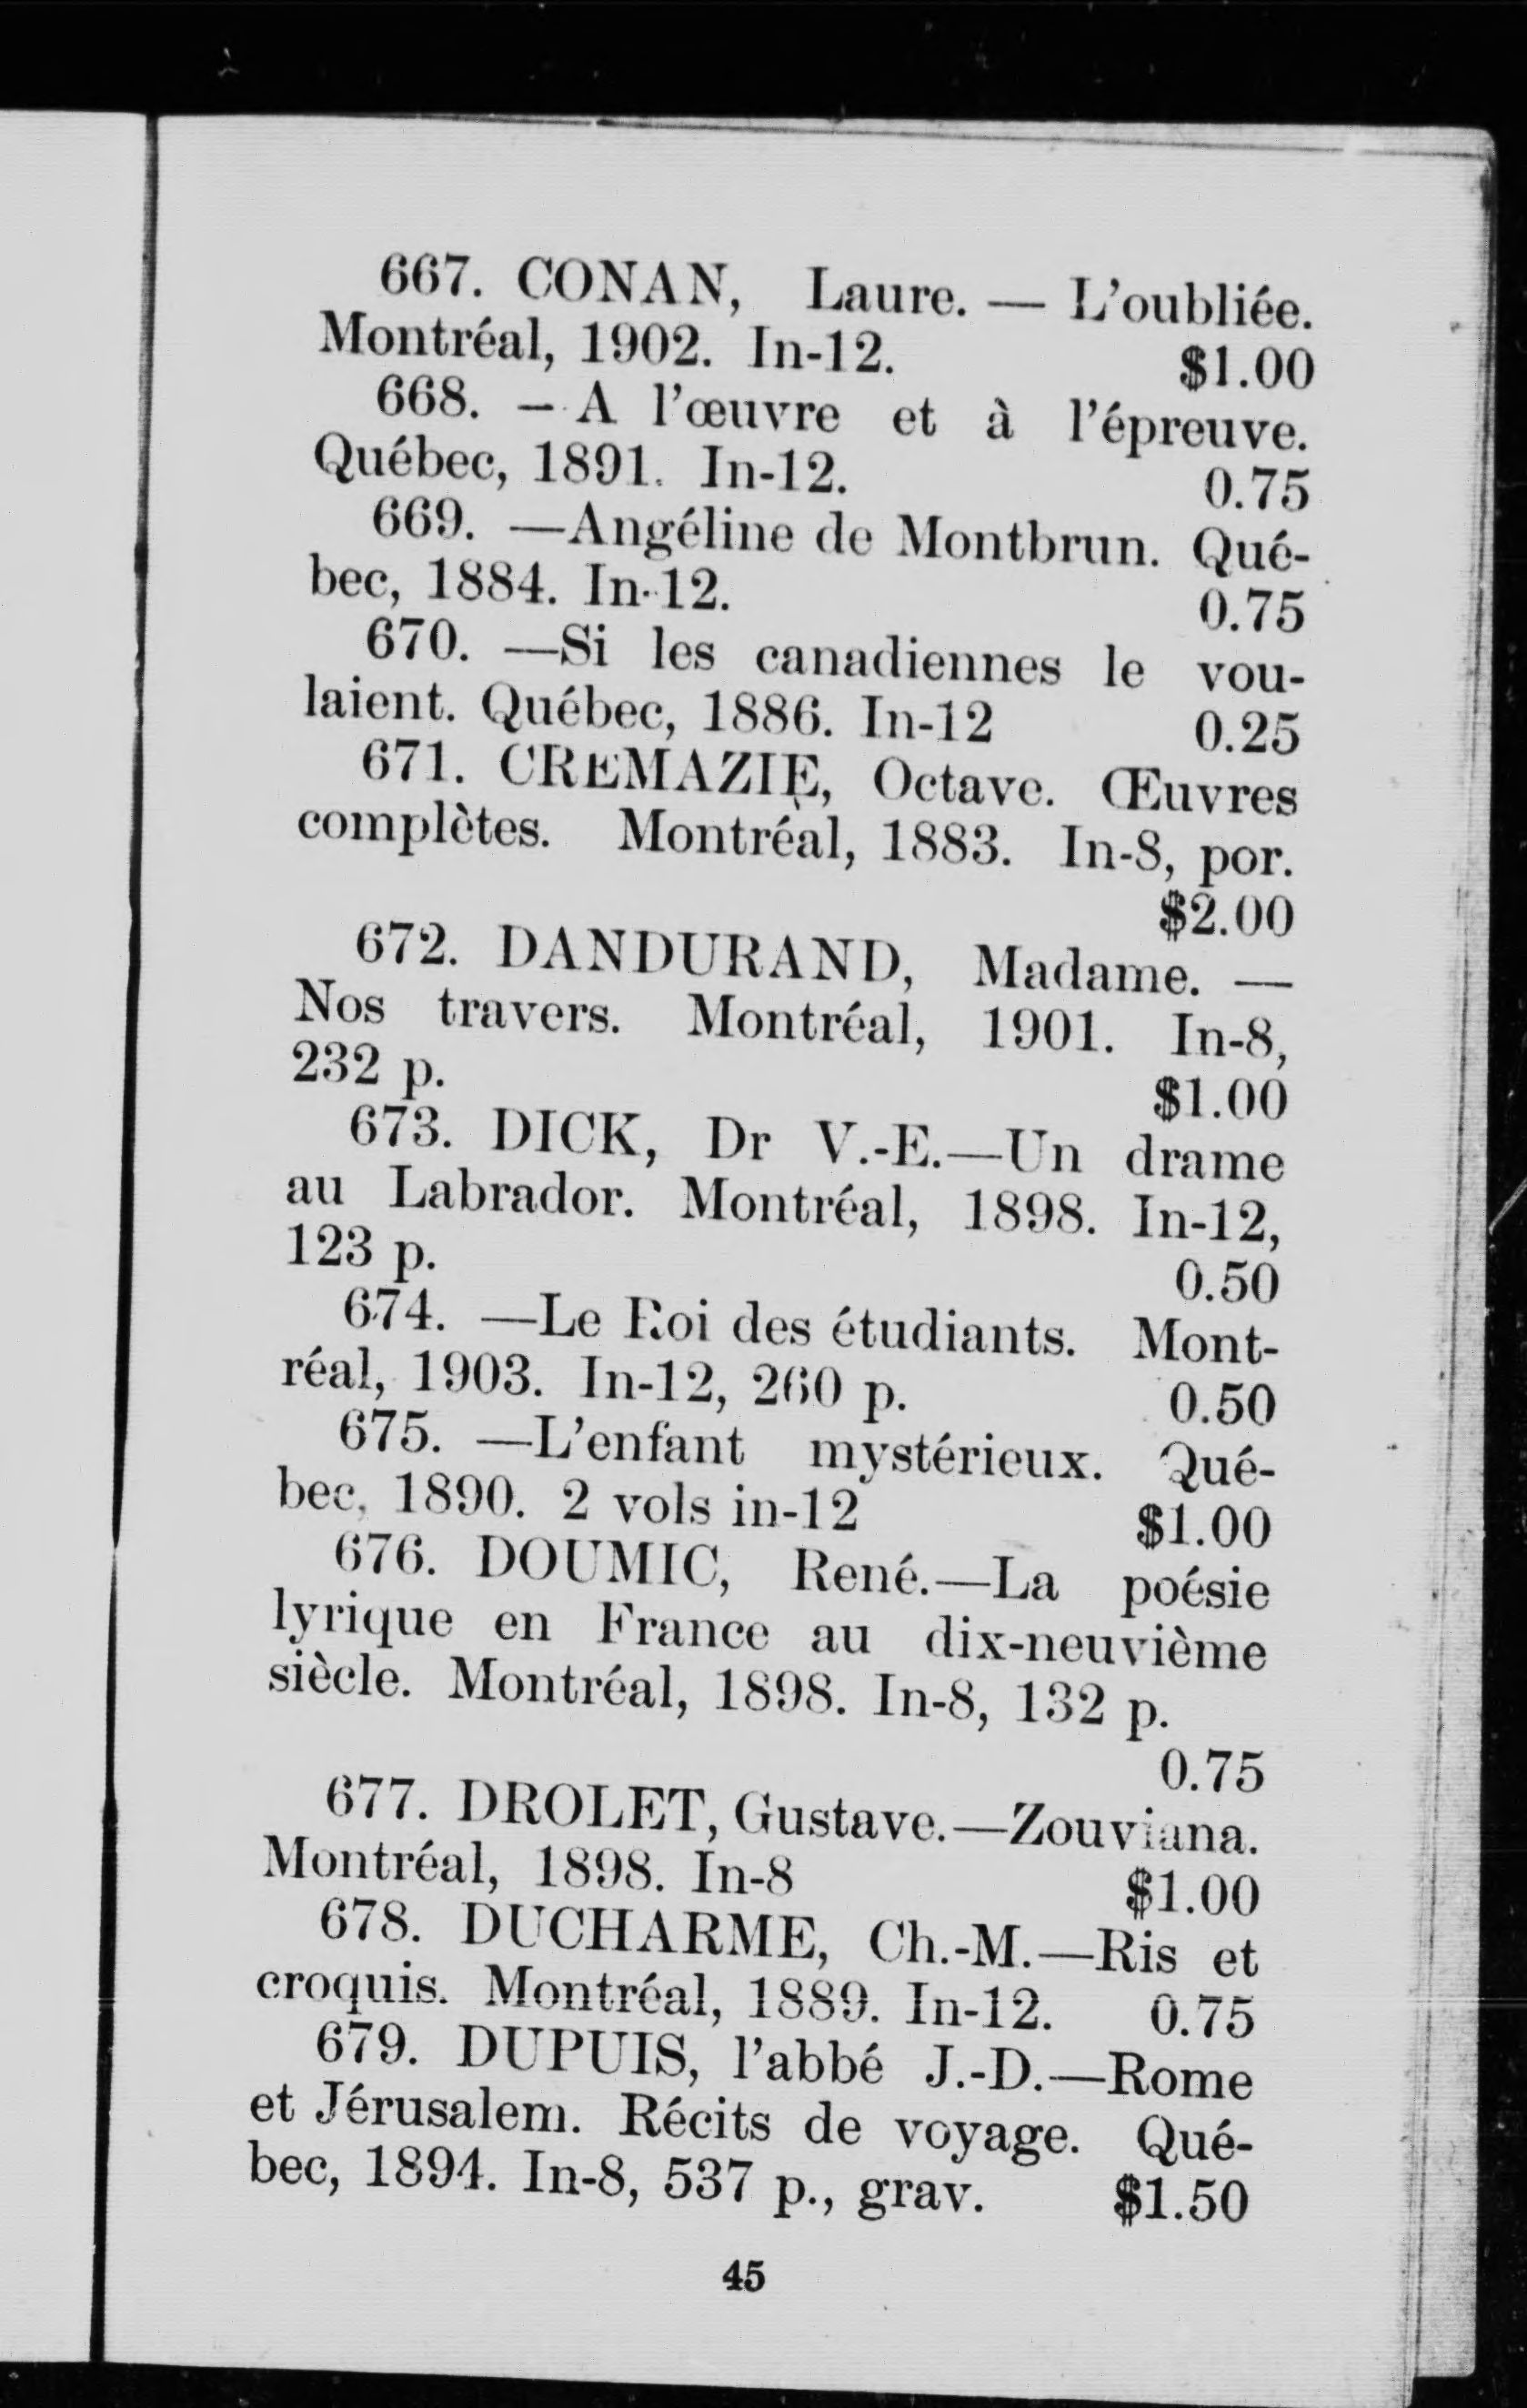 667. CONAN, Laure. — L'oubliée.
Montréal, 1902. In-12. $1.00
668. — A l'œuvre et à l'épreuve.
Québec, 1891. In-12. 0.75
669. —Angéline de Montbrun. Qué-
bec, 1884. In-12. 0.75
670. —Si les canadiennes le vou-
laient. Québec, 1886. In-12 0.25
671. CREMAZIE, Octave. Œuvres
complètes. Montréal, 1883. In-8, por.
$2.00
672. DANDURAND, Madame. —
Nos travers. Montréal, 1901. In-8,
232 p. $1.00
673. DICK, Dr V.-E.—Un drame
au Labrador. Montréal, 1898. In-12,
123 p. 0.50
674. —Le Roi des étudiants. Mont-
réal, 1903. In-12, 260 p. 0.50
675. —L'enfant mystérieux. Qué-
bec, 1890. 2 vols in-12 $1.00
676. DOUMIC, René.—La poésie
lyrique en France au dix-neuvième
siècle. Montréal, 1898. In-8, 132 p.
0.75
677. DROLET, Gustave.—Zouviana.
Montréal, 1898. In-8 $1.00
678. DUCHARME, Ch.-M.—Ris et
croquis. Montréal, 1889. In-12. 0.75
679. DUPUIS, l'abbé J.-D.—Rome
et Jérusalem. Récits de voyage. Qué-
bec, 1894. In-8, 537 p., grav. $1.50
45